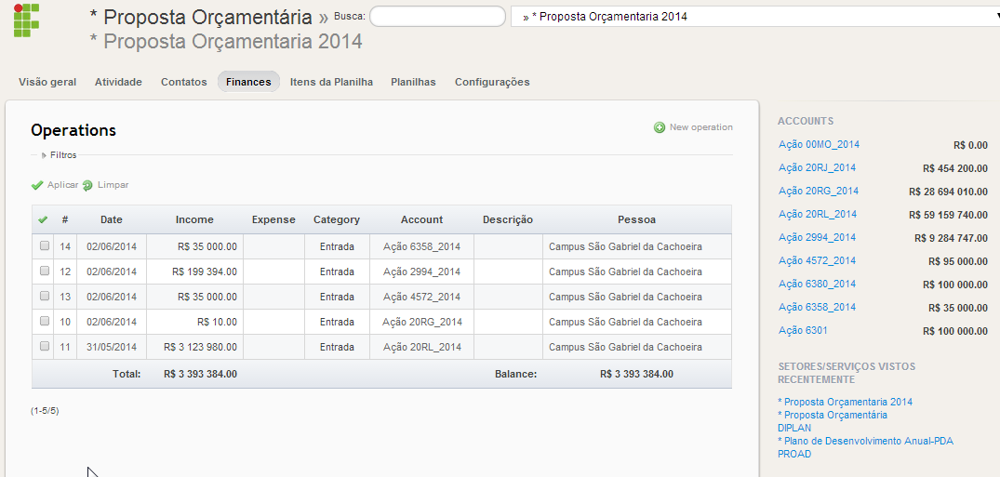 * Proposta Orçamentária » Busca: » * Proposta Orçamentaria 2014
* Proposta Orçamentaria 2014
Visão geral Atividade Contatos Finances Itens da Planilha Planilhas Configurações
Operations
New operation
Filtros
Aplicar Limpar
# Date Income Expense Category Account Descrição Pessoa
14 02/06/2014 R$ 35 000.00 Entrada Ação 6358_2014 Campus São Gabriel da Cachoeira
12 02/06/2014 R$ 199 394.00 Entrada Ação 2994_2014 Campus São Gabriel da Cachoeira
13 02/06/2014 R$ 35 000.00 Entrada Ação 4572_2014 Campus São Gabriel da Cachoeira
10 02/06/2014 R$ 10.00 Entrada Ação 20RG_2014 Campus São Gabriel da Cachoeira
11 31/05/2014 R$ 3 123 980.00 Entrada Ação 20RL_2014 Campus São Gabriel da Cachoeira
Total: R$ 3 393 384.00 Balance: R$ 3 393 384.00
(1-5/5)
ACCOUNTS
Ação 00MO_2014 R$ 0.00
Ação 20RJ_2014 R$ 454 200.00
Ação 20RG_2014 R$ 28 694 010.00
Ação 20RL_2014 R$ 59 159 740.00
Ação 2994_2014 R$ 9 284 747.00
Ação 4572_2014 R$ 95 000.00
Ação 6380_2014 R$ 100 000.00
Ação 6358_2014 R$ 35 000.00
Ação 6301 R$ 100 000.00
SETORES/SERVIÇOS VISTOS
RECENTEMENTE
* Proposta Orçamentaria 2014
* Proposta Orçamentária
DIPLAN
* Plano de Desenvolvimento Anual-PDA
PROAD